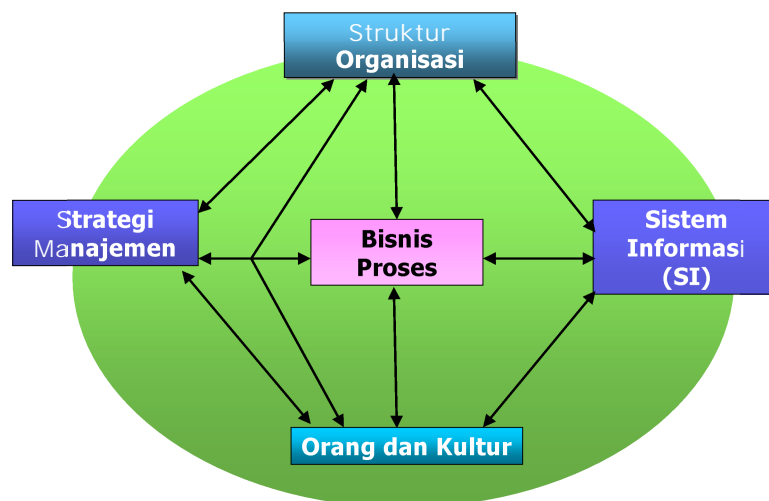 Struktur
Organisasi
Strategi
Manajemen
Bisnis
Proses
Sistem
Informasi
(SI)
Orang dan Kultur